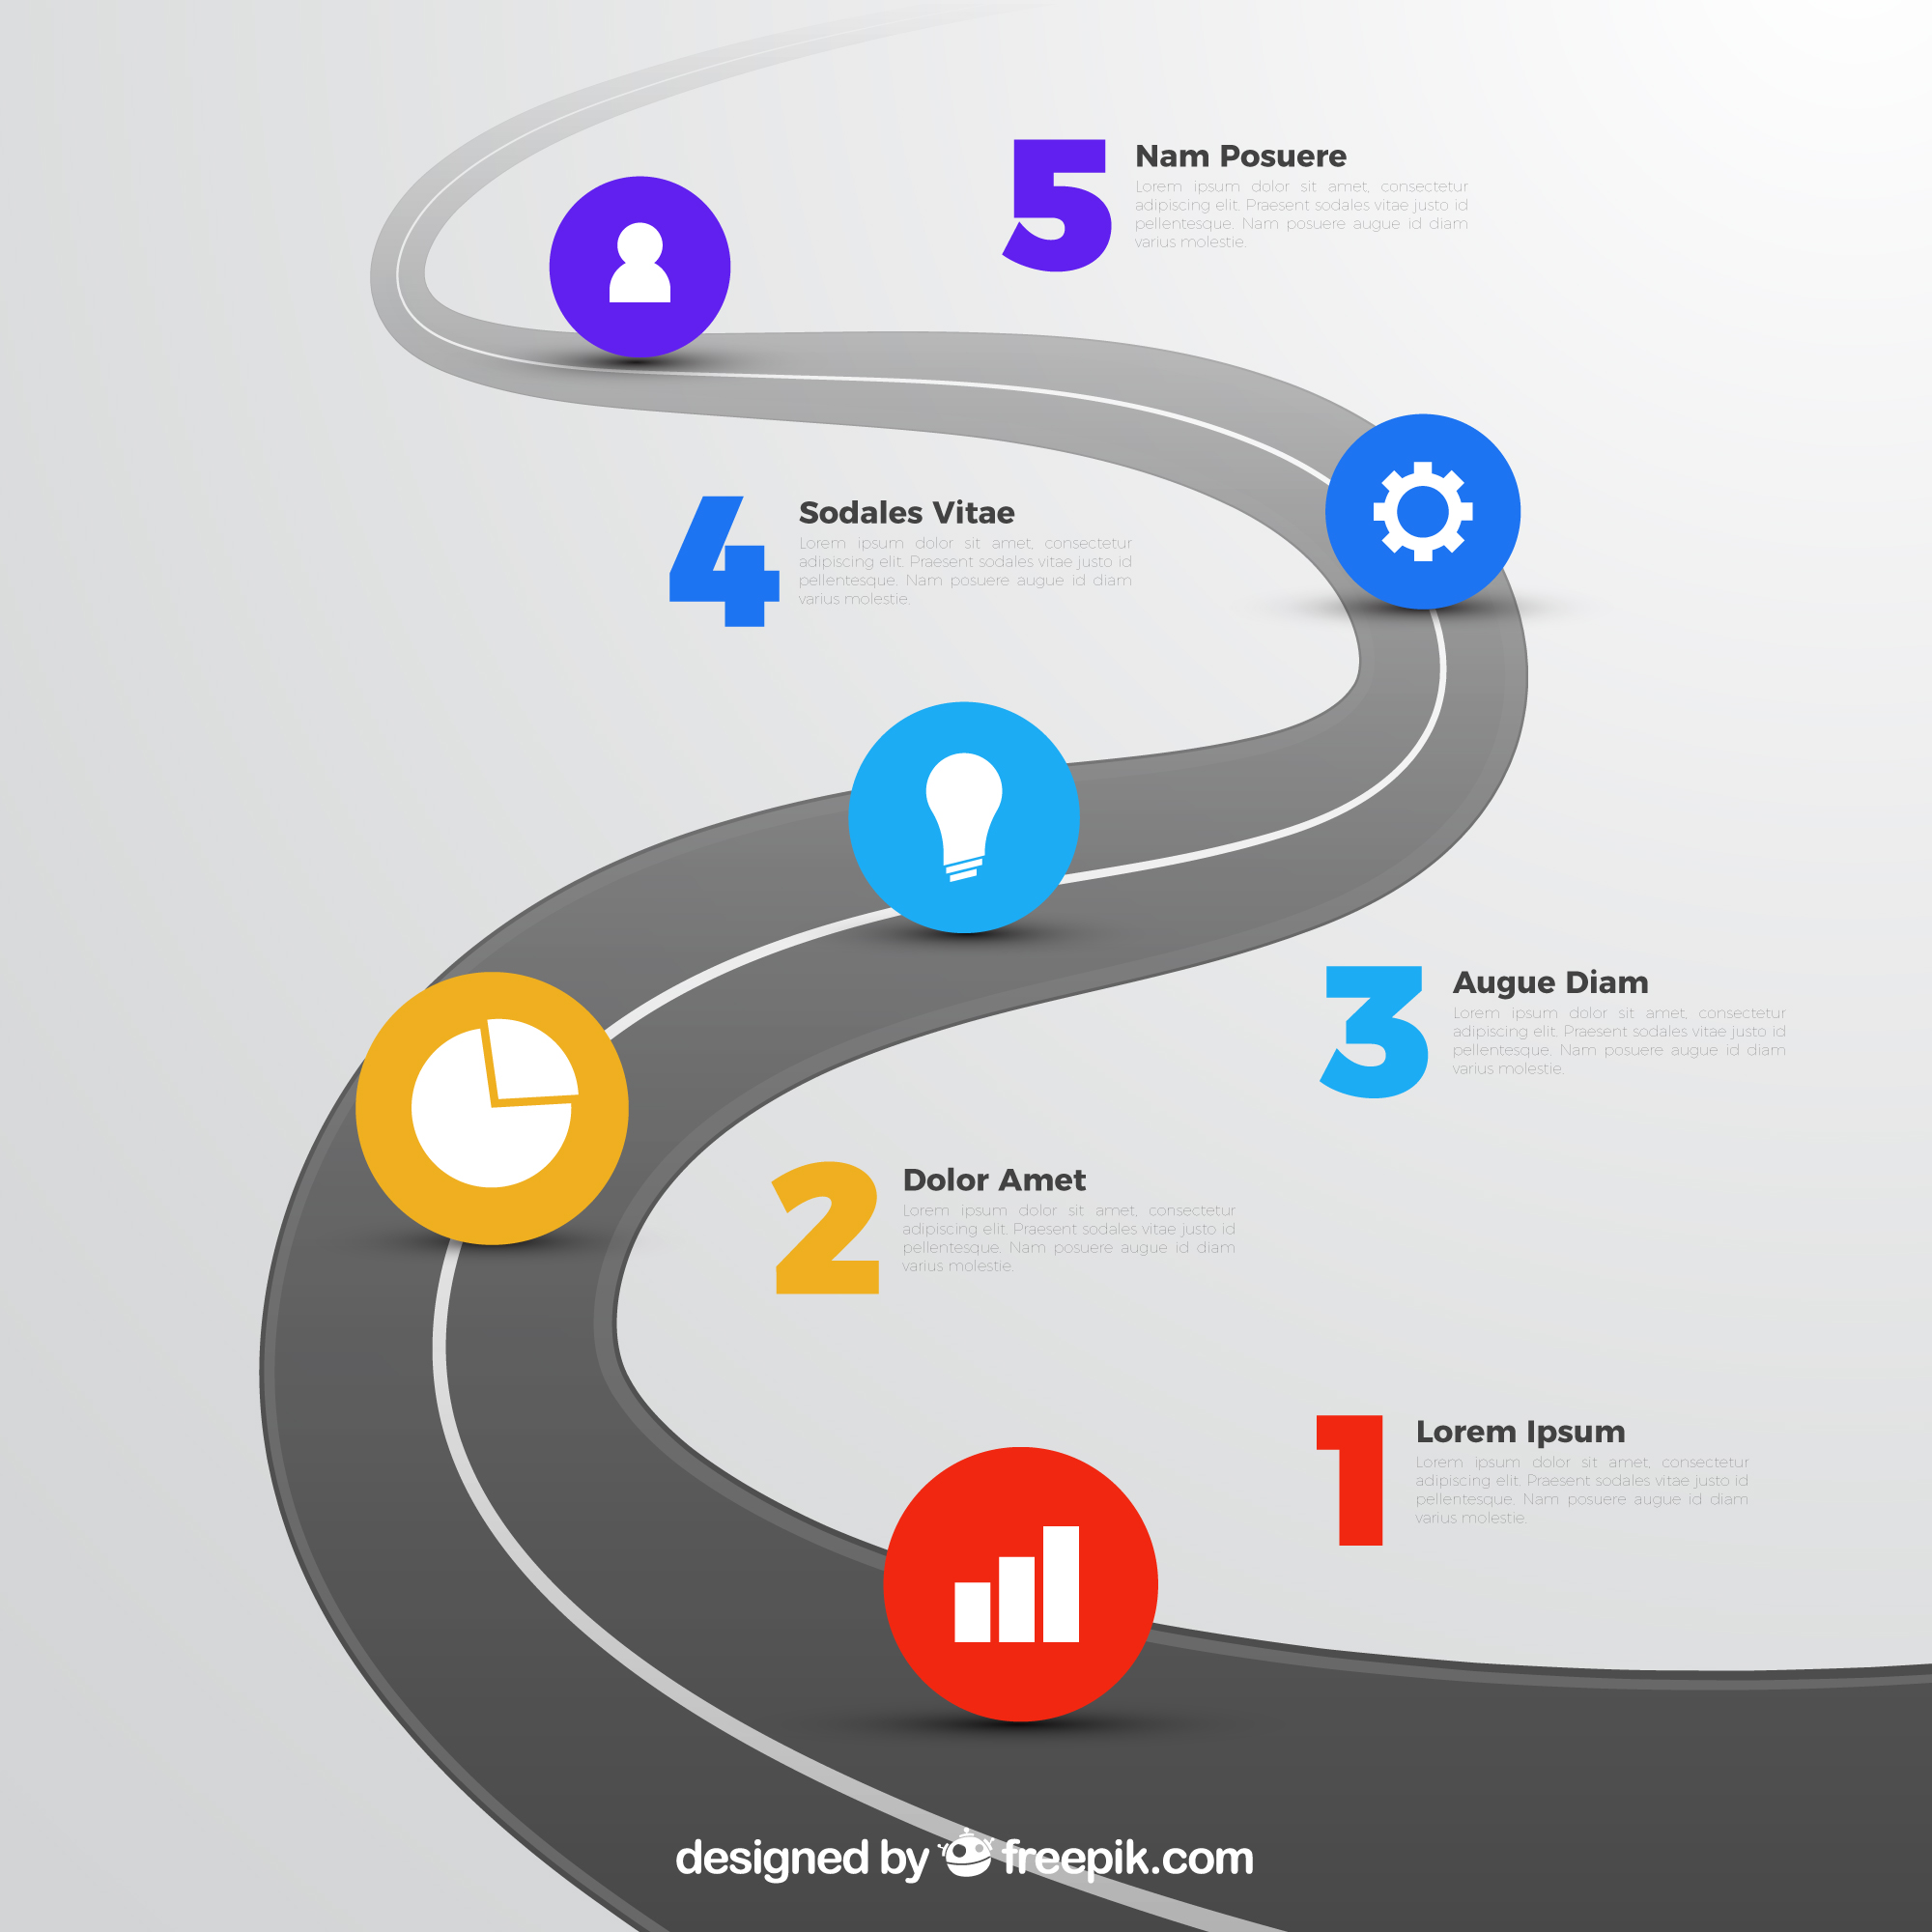 5
Nam Posuere
Lorem ipsum dolor sit amet, consectetur
adipiscing elit. Praesent sodales vitae justo id
pellentesque. Nam posuere augue id diam
varius molestie.
4
Sodales Vitae
Lorem ipsum dolor sit amet, consectetur
adipiscing elit. Praesent sodales vitae justo id
pellentesque. Nam posuere augue id diam
varius molestie.
3
Augue Diam
Lorem ipsum dolor sit amet, consectetur
adipiscing elit. Praesent sodales vitae justo id
pellentesque. Nam posuere augue id diam
varius molestie.
2
Dolor Amet
Lorem ipsum dolor sit amet, consectetur
adipiscing elit. Praesent sodales vitae justo id
pellentesque. Nam posuere augue id diam
varius molestie.
1
Lorem Ipsum
Lorem ipsum dolor sit amet, consectetur
adipiscing elit. Praesent sodales vitae justo id
pellentesque. Nam posuere augue id diam
varius molestie.
designed by freepik.com